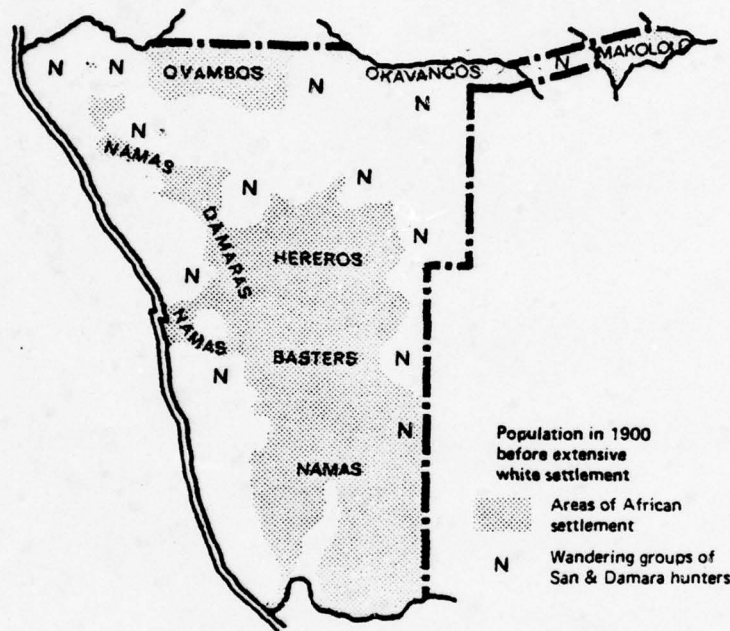 N N OVAMBOS N OKAVANGOS N MAKOLOLO
N
N
NAMAS
N N
DAMARAS
N
HEREROS
N
NAMAS
BASTERS N
N
N
NAMAS
Population in 1900
before extensive
white settlement
Areas of African
settlement
N Wandering groups of
San & Damara hunters